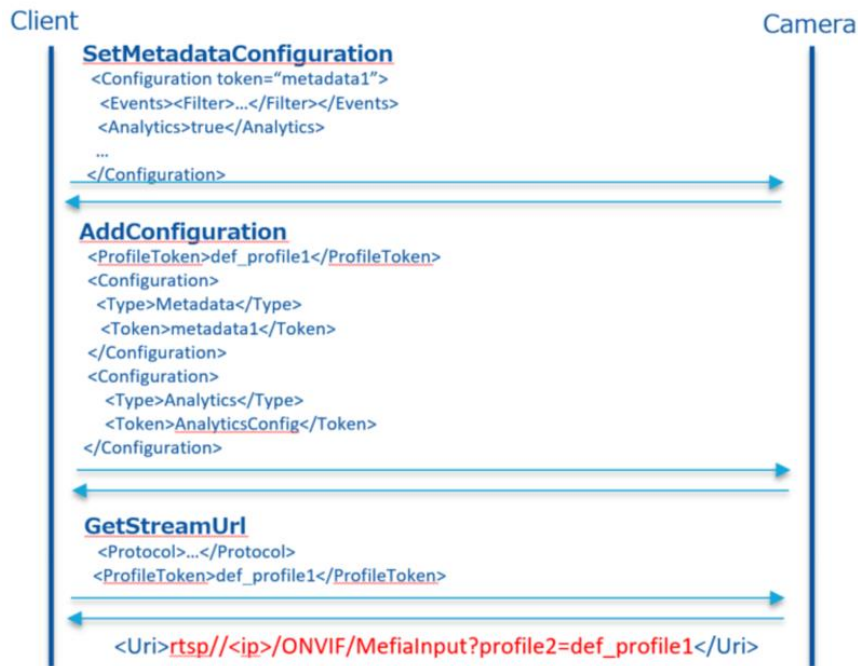 Client
Camera
SetMetadataConfiguration
<Configuration token=“metadata1”>
<Events><Filter>...</Filter></Events>
<Analytics>true</Analytics>
...
</Configuration>
AddConfiguration
<ProfileToken>def_profile1</ProfileToken>
<Configuration>
<Type>Metadata</Type>
<Token>metadata1</Token>
</Configuration>
<Configuration>
<Type>Analytics</Type>
<Token>AnalyticsConfig</Token>
</Configuration>
GetStreamUrl
<Protocol>...</Protocol>
<ProfileToken>def_profile1</ProfileToken>
<Uri>rtsp//<ip>/ONVIF/MefiaInput?profile2=def_profile1</Uri>